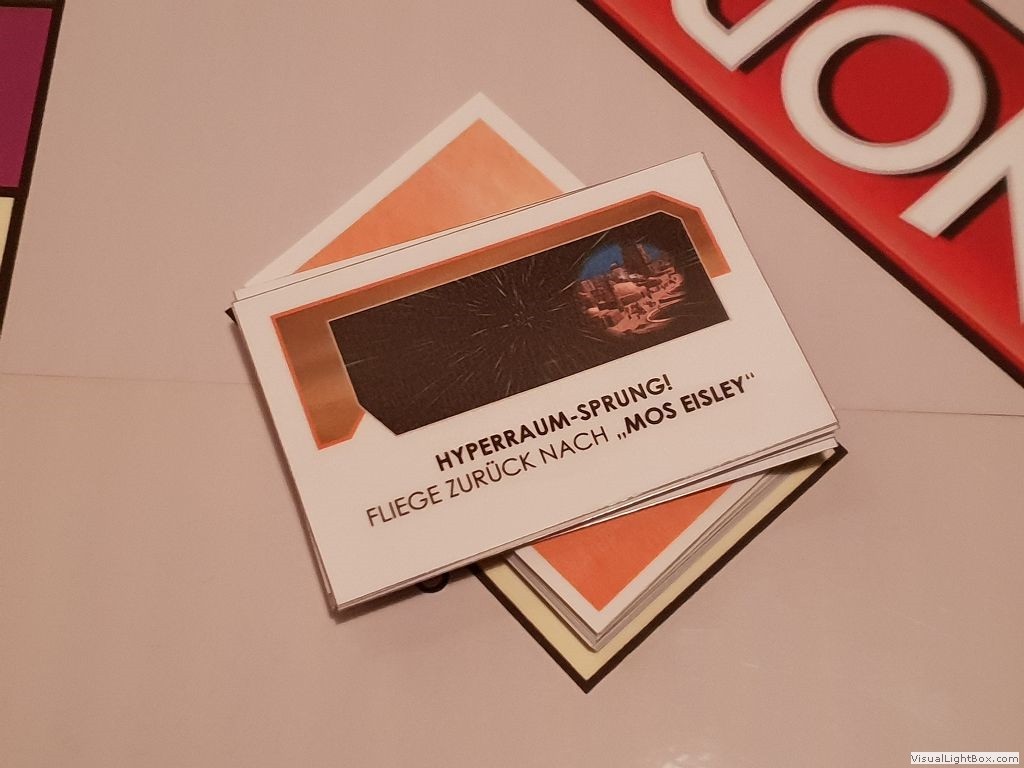 HYPERRAUM-SPRUNG!
FLIEGE ZURÜCK NACH „MOS EISLEY“
VisualLightBox.com